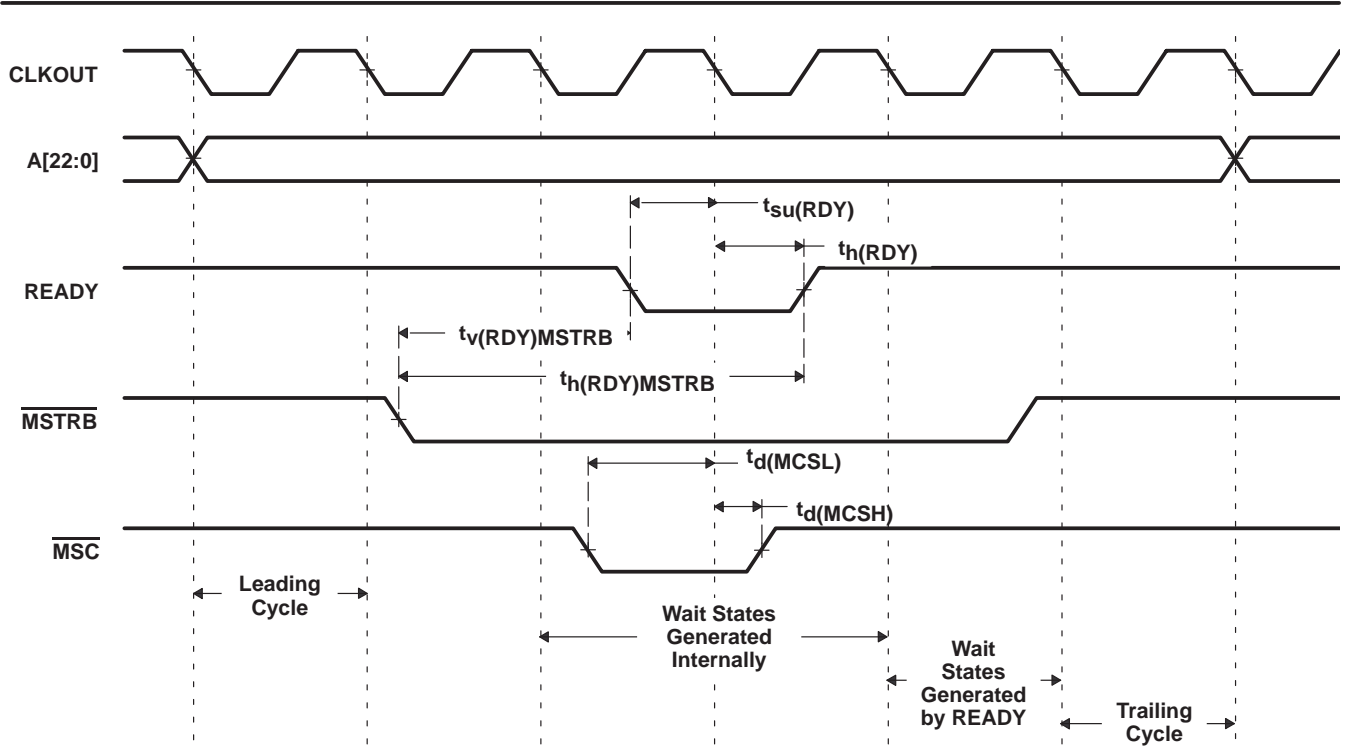 CLKOUT
A[22:0]
tsu(RDY)
th(RDY)
READY
tv(RDY)MSTRB
th(RDY)MSTRB
MSTRB
td(MCSL)
td(MCSH)
MSC
Leading
Cycle
Wait States
Generated
Internally
Wait
States
Generated
by READY
Trailing
Cycle